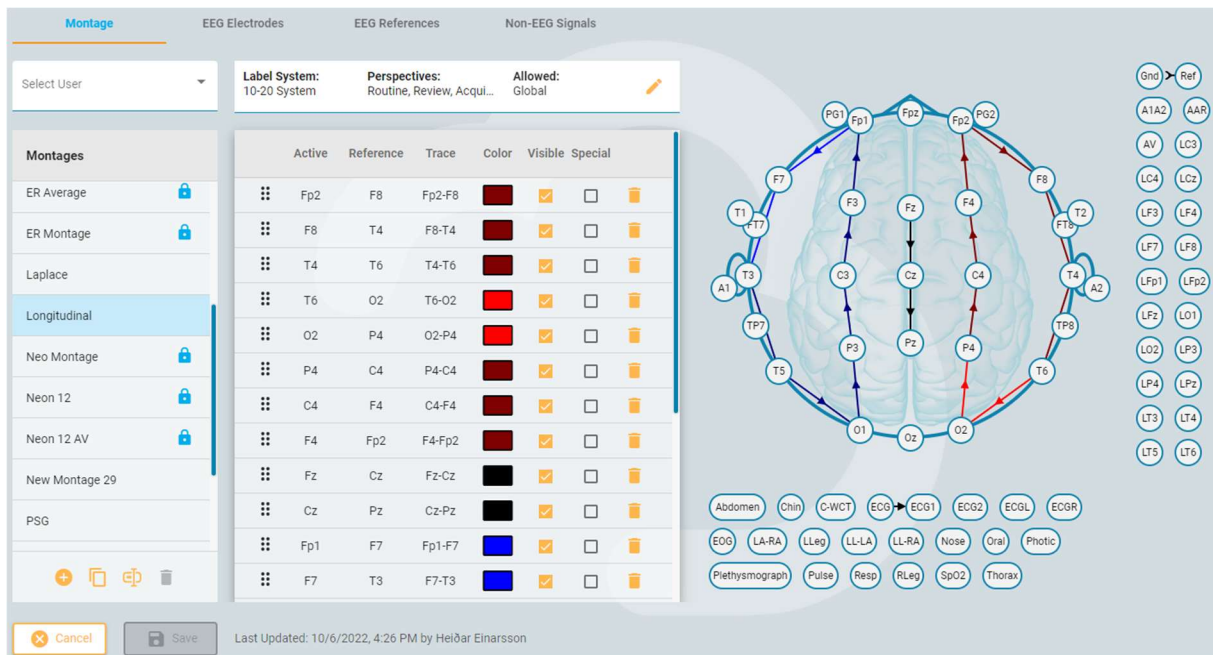 Montage EEG Electrodes EEG References Non-EEG Signals
Select User
Label System: Perspectives: Allowed:
10-20 System Routine, Review, Acqui... Global
Montages
ER Average
ER Montage
Laplace
Longitudinal
Neo Montage
Neon 12
Neon 12 AV
New Montage 29
PSG
Active Reference Trace Color Visible Special
Fp2 F8 Fp2-F8
F8 T4 F8-T4
T4 T6 T4-T6
T6 O2 T6-O2
O2 P4 O2-P4
P4 C4 P4-C4
C4 F4 C4-F4
F4 Fp2 F4-Fp2
Fz Cz Fz-Cz
Cz Pz Cz-Pz
Fp1 F7 Fp1-F7
F7 T3 F7-T3
PG1 Fp1 Fpz Fp2 PG2
F7 F8
F3 Fz F4
T1 T2
FT7 FT8
T3 C3 Cz C4 T4
A1 A2
TP7 TP8
P3 Pz P4
T5 T6
O1 Oz O2
Gnd Ref
A1A2 AAR
AV LC3
LC4 LCz
LF3 LF4
LF7 LF8
LFp1 LFp2
LFz LO1
LO2 LP3
LP4 LPz
LT3 LT4
LT5 LT6
Abdomen Chin C-WCT ECG ECG1 ECG2 ECGL ECGR
EOG LA-RA LLeg LL-LA LL-RA Nose Oral Photic
Plethysmograph Pulse Resp RLeg SpO2 Thorax
Cancel Save Last Updated: 10/6/2022, 4:26 PM by Heiðar Einarsson